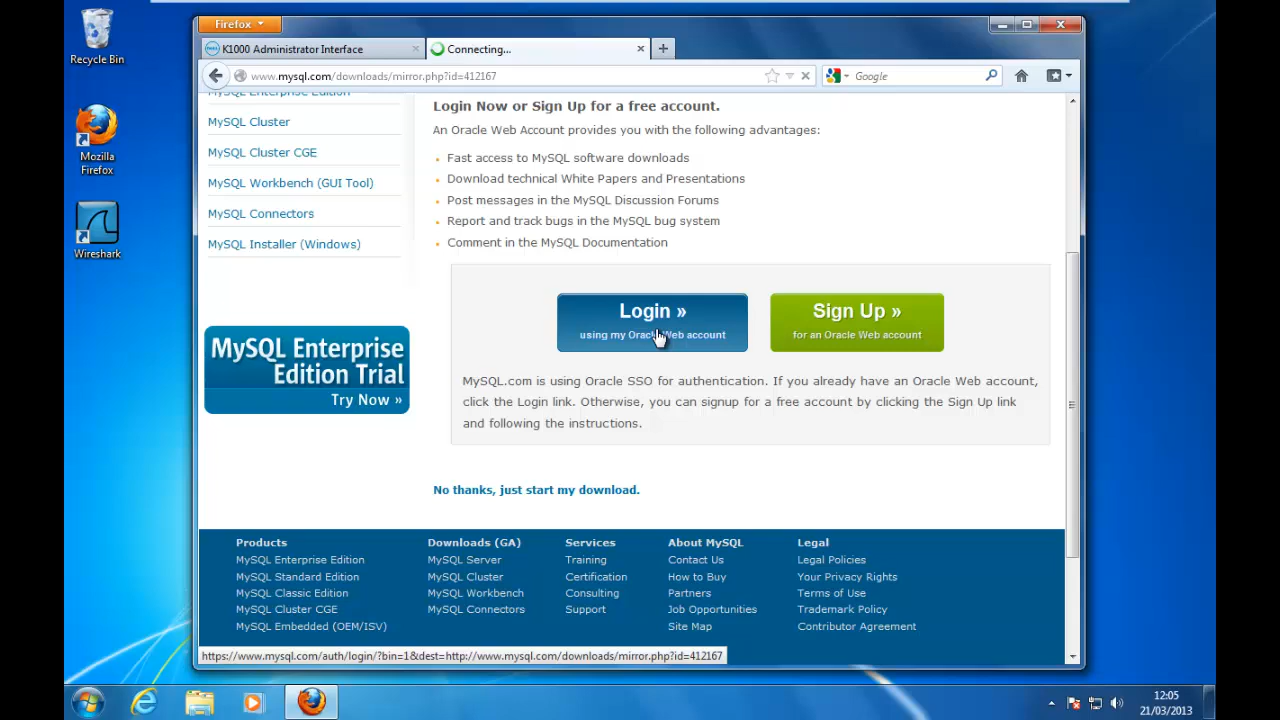 Recycle Bin
Mozilla
Firefox
Wireshark
Firefox
K1000 Administrator Interface
Connecting...
www.mysql.com/downloads/mirror.php?id=412167
Google
MySQL Enterprise Edition
MySQL Cluster
MySQL Cluster CGE
MySQL Workbench (GUI Tool)
MySQL Connectors
MySQL Installer (Windows)
MySQL Enterprise
Edition Trial
Try Now »
Login Now or Sign Up for a free account.
An Oracle Web Account provides you with the following advantages:
Fast access to MySQL software downloads
Download technical White Papers and Presentations
Post messages in the MySQL Discussion Forums
Report and track bugs in the MySQL bug system
Comment in the MySQL Documentation
Login »
using my Oracle Web account
Sign Up »
for an Oracle Web account
MySQL.com is using Oracle SSO for authentication. If you already have an Oracle Web account,
click the Login link. Otherwise, you can signup for a free account by clicking the Sign Up link
and following the instructions.
No thanks, just start my download.
Products
MySQL Enterprise Edition
MySQL Standard Edition
MySQL Classic Edition
MySQL Cluster CGE
MySQL Embedded (OEM/ISV)
Downloads (GA)
MySQL Server
MySQL Cluster
MySQL Workbench
MySQL Connectors
Services
Training
Certification
Consulting
Support
About MySQL
Contact Us
How to Buy
Partners
Job Opportunities
Site Map
Legal
Legal Policies
Your Privacy Rights
Terms of Use
Trademark Policy
Contributor Agreement
https://www.mysql.com/auth/login/?bin=1&dest=http://www.mysql.com/downloads/mirror.php?id=412167
12:05
21/03/2013